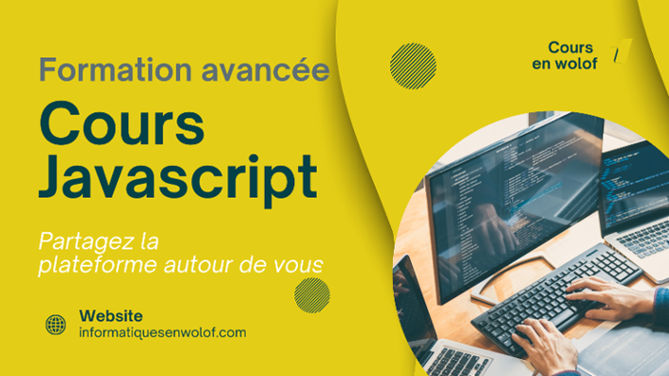 Formation avancée
Cours
Javascript
Partagez la
plateforme autour de vous
Website
informatiquesenwolof.com
Cours
en wolof